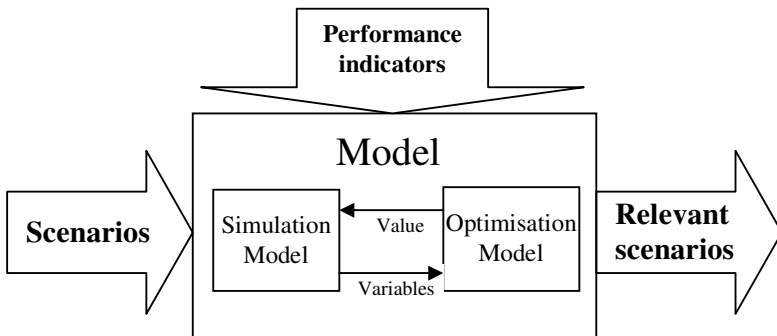 Performance
indicators
Model
Scenarios
Simulation
Model
Value
Variables
Optimisation
Model
Relevant
scenarios